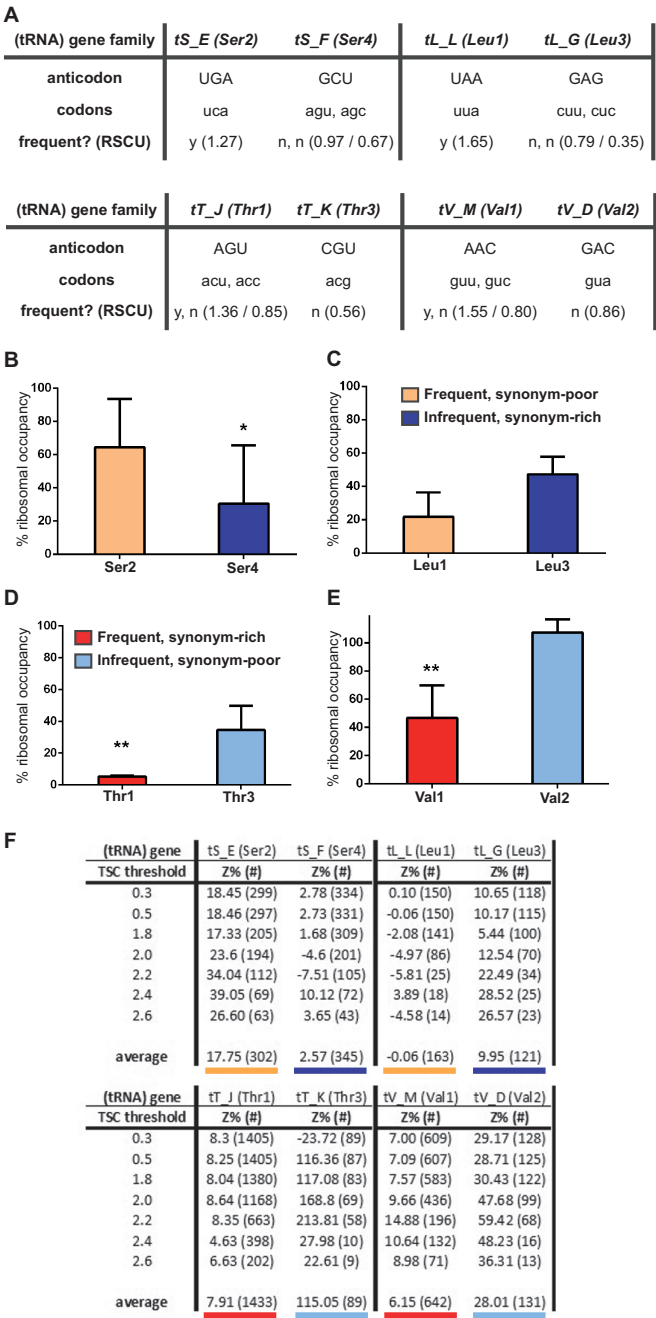 A
(tRNA) gene family tS_E (Ser2) tS_F (Ser4) tL_L (Leu1) tL_G (Leu3)
anticodon UGA GCU UAA GAG
codons uca agu, agc uua cuu, cuc
frequent? (RSCU) y (1.27) n, n (0.97 / 0.67) y (1.65) n, n (0.79 / 0.35)
(tRNA) gene family tT_J (Thr1) tT_K (Thr3) tV_M (Val1) tV_D (Val2)
anticodon AGU CGU AAC GAC
codons acu, acc acg guu, guc gua
frequent? (RSCU) y, n (1.36 / 0.85) n (0.56) y, n (1.55 / 0.80) n (0.86)
B
% ribosomal occupancy
100
80
60
40
20
0
*
Ser2 Ser4
C
% ribosomal occupancy
100
80
60
40
20
0
Frequent, synonym-poor
Infrequent, synonym-rich
Leu1 Leu3
D
% ribosomal occupancy
100
80
60
40
20
0
Frequent, synonym-rich
Infrequent, synonym-poor
**
Thr1 Thr3
E
% ribosomal occupancy
100
80
60
40
20
0
**
Val1 Val2
F
(tRNA) gene tS_E (Ser2) tS_F (Ser4) tL_L (Leu1) tL_G (Leu3)
TSC threshold Z% (#) Z% (#) Z% (#) Z% (#)
0.3 18.45 (299) 2.78 (334) 0.10 (150) 10.65 (118)
0.5 18.46 (297) 2.73 (331) -0.06 (150) 10.17 (115)
1.8 17.33 (205) 1.68 (309) -2.08 (141) 5.44 (100)
2.0 23.6 (194) -4.6 (201) -4.97 (86) 12.54 (70)
2.2 34.04 (112) -7.51 (105) -5.81 (25) 22.49 (34)
2.4 39.05 (69) 10.12 (72) 3.89 (18) 28.52 (25)
2.6 26.60 (63) 3.65 (43) -4.58 (14) 26.57 (23)
average 17.75 (302) 2.57 (345) -0.06 (163) 9.95 (121)
(tRNA) gene tT_J (Thr1) tT_K (Thr3) tV_M (Val1) tV_D (Val2)
TSC threshold Z% (#) Z% (#) Z% (#) Z% (#)
0.3 8.3 (1405) -23.72 (89) 7.00 (609) 29.17 (128)
0.5 8.25 (1405) 116.36 (87) 7.09 (607) 28.71 (125)
1.8 8.04 (1380) 117.08 (83) 7.57 (583) 30.43 (122)
2.0 8.64 (1168) 168.8 (69) 9.66 (436) 47.68 (99)
2.2 8.35 (663) 213.81 (58) 14.88 (196) 59.42 (68)
2.4 4.63 (398) 27.98 (10) 10.64 (132) 48.23 (16)
2.6 6.63 (202) 22.61 (9) 8.98 (71) 36.31 (13)
average 7.91 (1433) 115.05 (89) 6.15 (642) 28.01 (131)